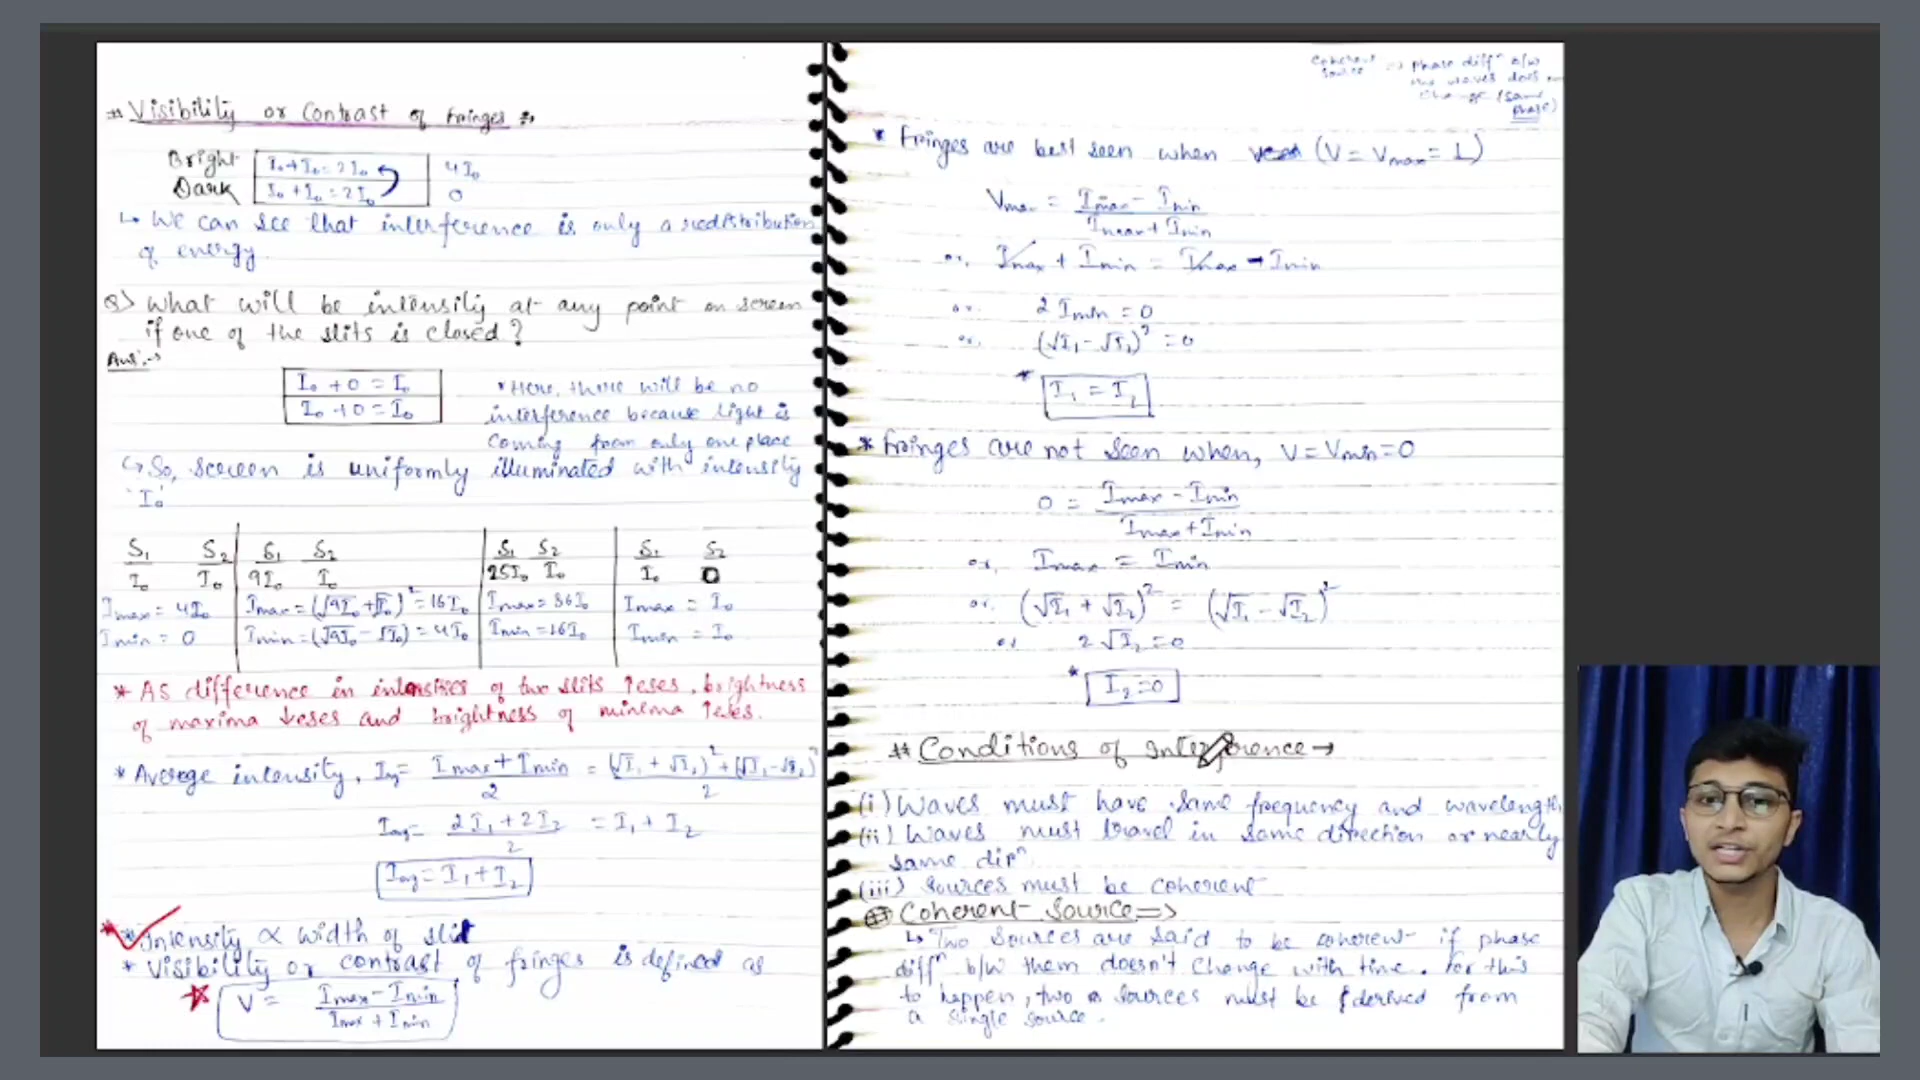 Visibility or Contrast of fringes :-
Bright I₀+I₀=2I₀ 4I₀
Dark I₀+I₀=2I₀ 0
↳ We can see that interference is only a redistribution
of energy.
Q) What will be intensity at any point on screen
if one of the slits is closed?
Ans:→
I₀ + 0 = I₀
I₀ + 0 = I₀
* Here, there will be no
interference because light is
coming from only one place
↳ So, screen is uniformly illuminated with intensity
'I₀'
S₁ S₂ S₁ S₂ S₁ S₂ S₁ S₂
I₀ I₀ 9I₀ I₀ 25I₀ I₀ I₀ 0
Imax = 4I₀ Imax = (√9I₀ + √I₀)² = 16I₀ Imax = 36I₀ Imax = I₀
Imin = 0 Imin = (√9I₀ - √I₀) = 4I₀ Imin = 16I₀ Imin = I₀
* As difference in intensities of two slits ↑eses, brightness
of maxima ↓eses and brightness of minima ↑eses.
* Average intensity, Iavg = (Imax + Imin)/2 = ((√I₁ + √I₂)² + (√I₁ - √I₂)²)/2
Iavg = (2I₁ + 2I₂)/2 = I₁ + I₂
Iavg = I₁ + I₂
* Intensity ∝ width of slit
* Visibility or contrast of fringes is defined as
V = (Imax - Imin)/(Imax + Imin)
Coherent source => phase diffⁿ b/w
the waves does
change (same
phase)
* Fringes are best seen when (V = Vmax = 1)
Vmax = (Imax - Imin)/(Imax + Imin)
or, Imax + Imin = Imax - Imin
or, 2 Imin = 0
or, (√I₁ - √I₂)² = 0
* I₁ = I₂
* Fringes are not seen when, V = Vmin = 0
0 = (Imax - Imin)/(Imax + Imin)
or, Imax = Imin
or, (√I₁ + √I₂)² = (√I₁ - √I₂)²
or 2√I₂ = 0
* I₂ = 0
Conditions of Interference →
(i) Waves must have same frequency and wavelength
(ii) Waves must travel in same direction or nearly
same dirⁿ
(iii) Sources must be coherent
Coherent Source =>
↳ Two sources are said to be coherent if phase
diffⁿ b/w them doesn't change with time. For this
to happen, two sources must be derived from
a single source.